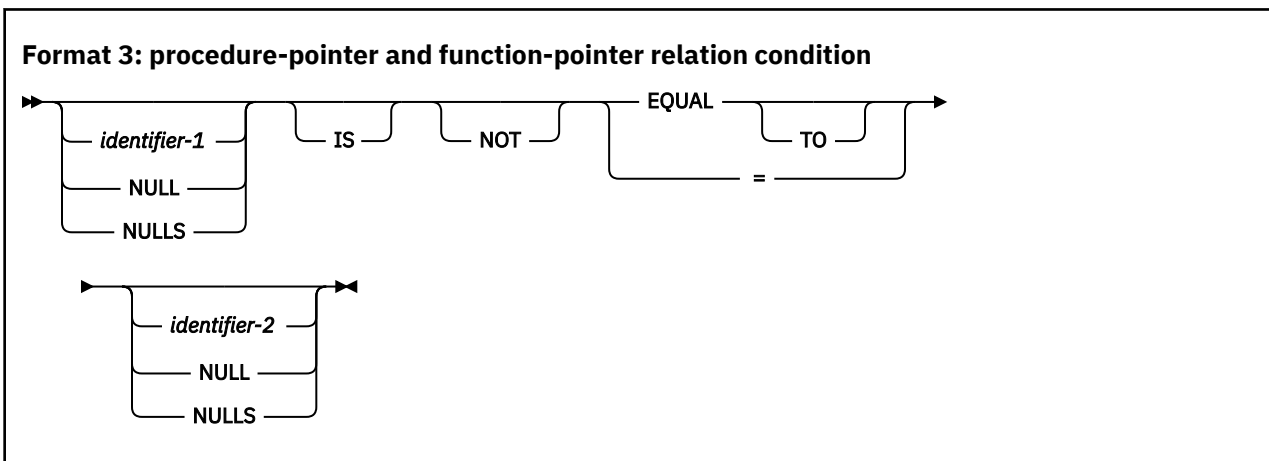 Format 3: procedure-pointer and function-pointer relation condition
EQUAL
identifier-1 IS NOT TO
NULL =
NULLS
identifier-2
NULL
NULLS